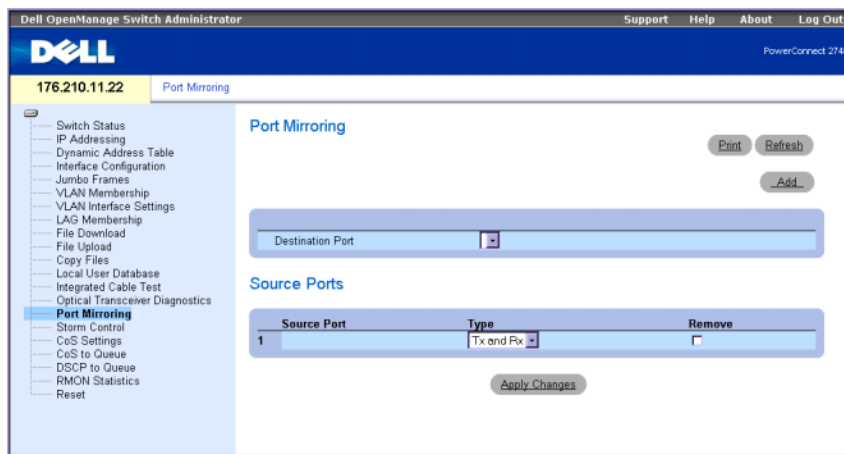 Dell OpenManage Switch Administrator
Support Help About Log Out
DELL
PowerConnect 274
176.210.11.22
Port Mirroring
Switch Status
IP Addressing
Dynamic Address Table
Interface Configuration
Jumbo Frames
VLAN Membership
VLAN Interface Settings
LAG Membership
File Download
File Upload
Copy Files
Local User Database
Integrated Cable Test
Optical Transceiver Diagnostics
Port Mirroring
Storm Control
CoS Settings
CoS to Queue
DSCP to Queue
RMON Statistics
Reset
Port Mirroring
Print Refresh
Add
Destination Port
Source Ports
Source Port Type Remove
1 Tx and Rx
Apply Changes